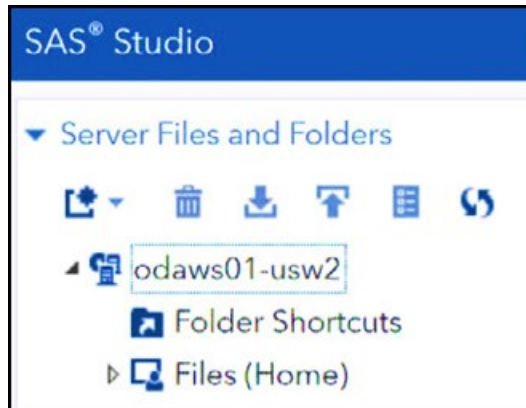 SAS® Studio
Server Files and Folders
odaws01-usw2
Folder Shortcuts
Files (Home)